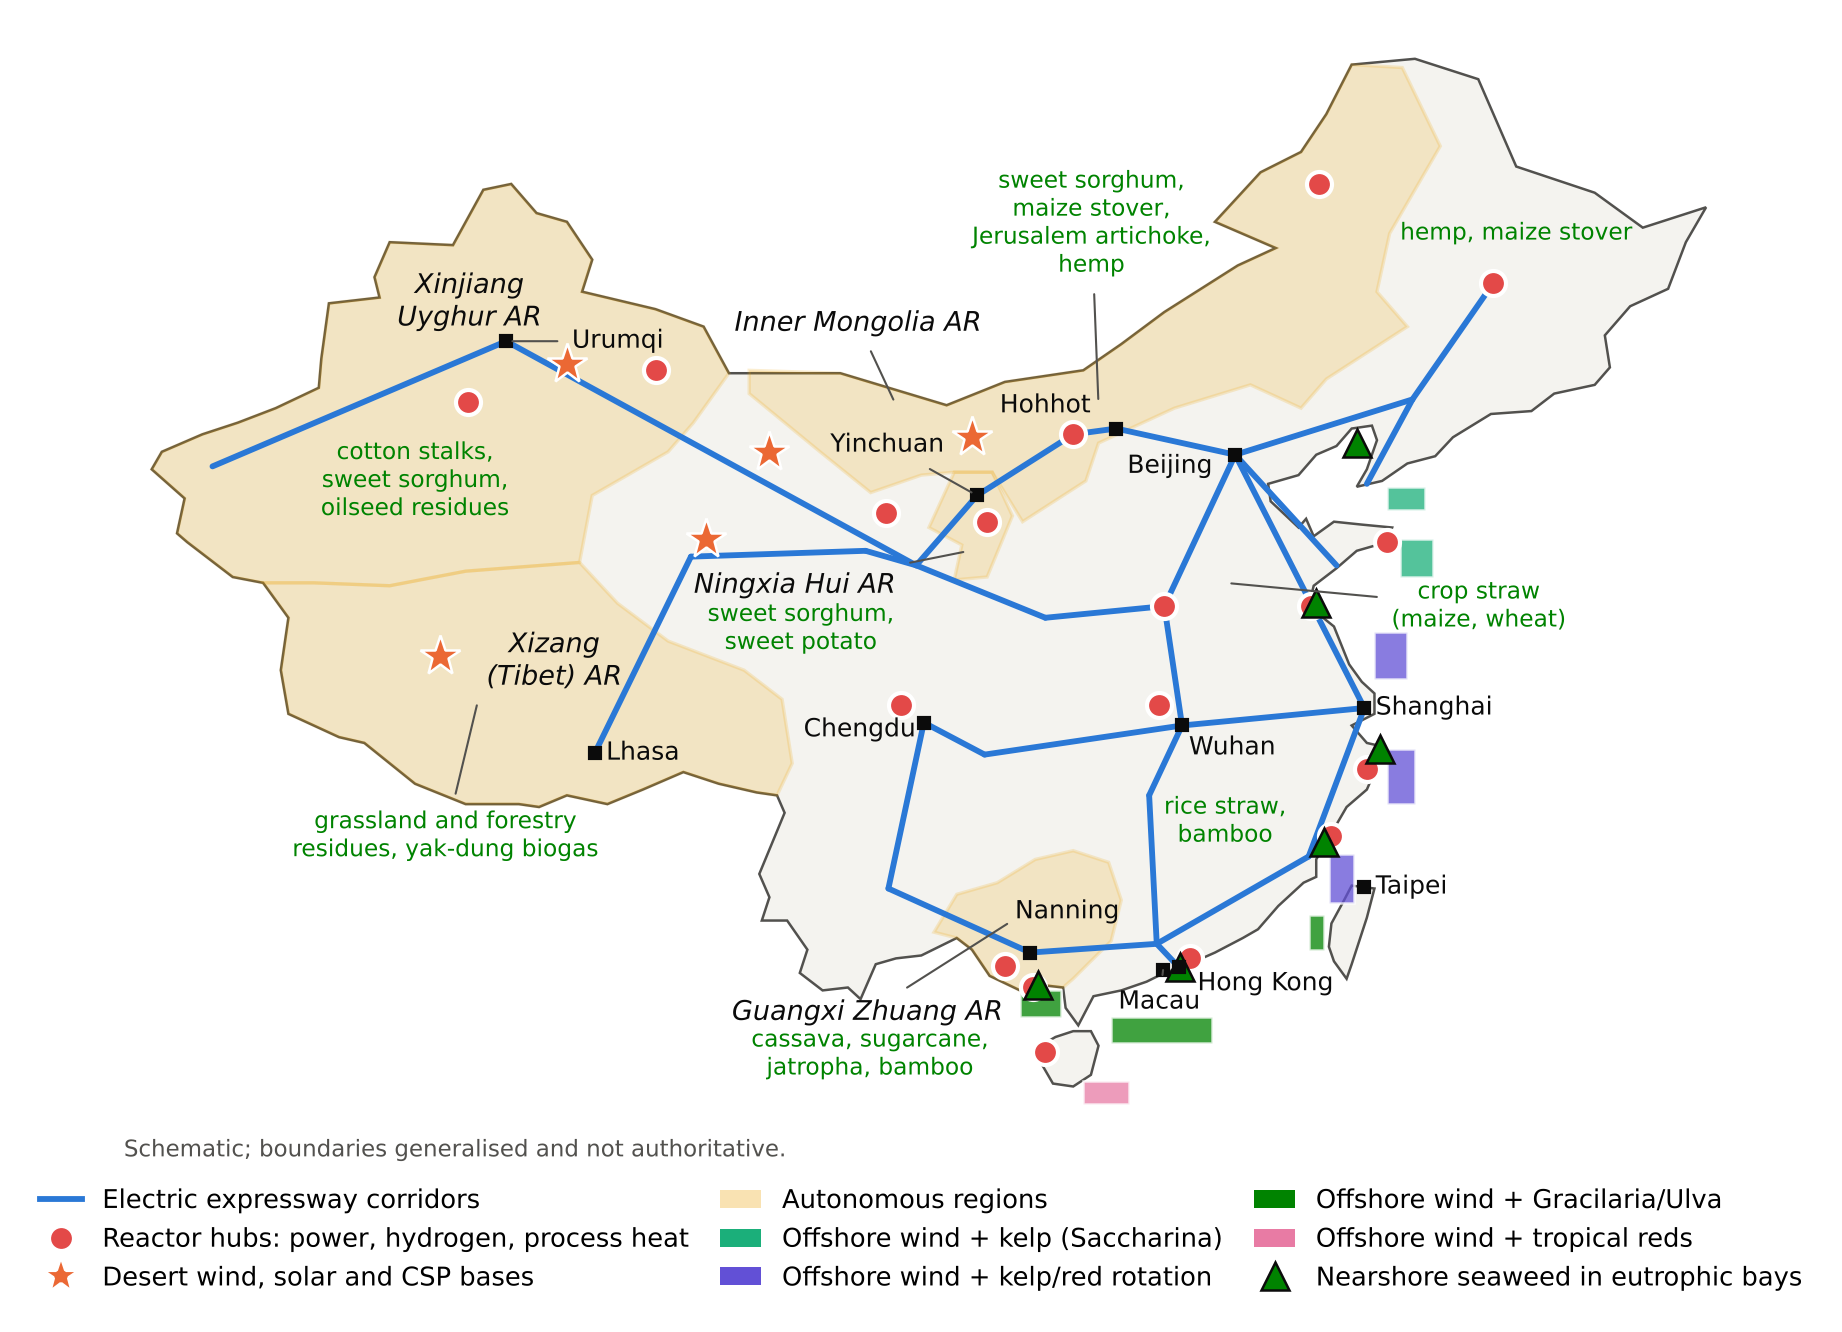 sweet sorghum,
maize stover,
Jerusalem artichoke,
hemp
hemp, maize stover
Xinjiang
Uyghur AR
Urumqi
Inner Mongolia AR
Hohhot
Yinchuan
Beijing
cotton stalks,
sweet sorghum,
oilseed residues
Ningxia Hui AR
sweet sorghum,
sweet potato
crop straw
(maize, wheat)
Xizang
(Tibet) AR
Lhasa
Chengdu
Wuhan
Shanghai
grassland and forestry
residues, yak-dung biogas
rice straw,
bamboo
Taipei
Nanning
Hong Kong
Macau
Guangxi Zhuang AR
cassava, sugarcane,
jatropha, bamboo
Schematic; boundaries generalised and not authoritative.
Electric expressway corridors
Reactor hubs: power, hydrogen, process heat
Desert wind, solar and CSP bases
Autonomous regions
Offshore wind + kelp (Saccharina)
Offshore wind + kelp/red rotation
Offshore wind + Gracilaria/Ulva
Offshore wind + tropical reds
Nearshore seaweed in eutrophic bays